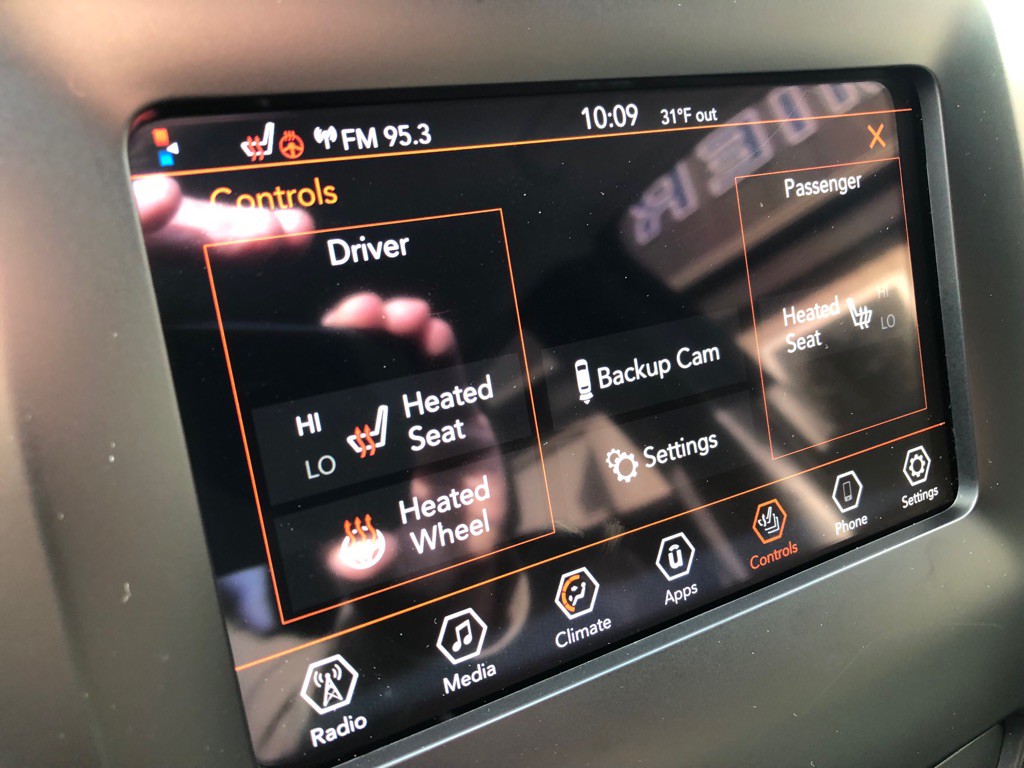 FM 95.3 10:09 31°F out
X
Controls
Driver
HI
LO
Heated
Seat
Heated
Wheel
Backup Cam
Settings
Passenger
Heated
Seat
HI
LO
Radio
Media
Climate
Apps
Controls
Phone
Settings